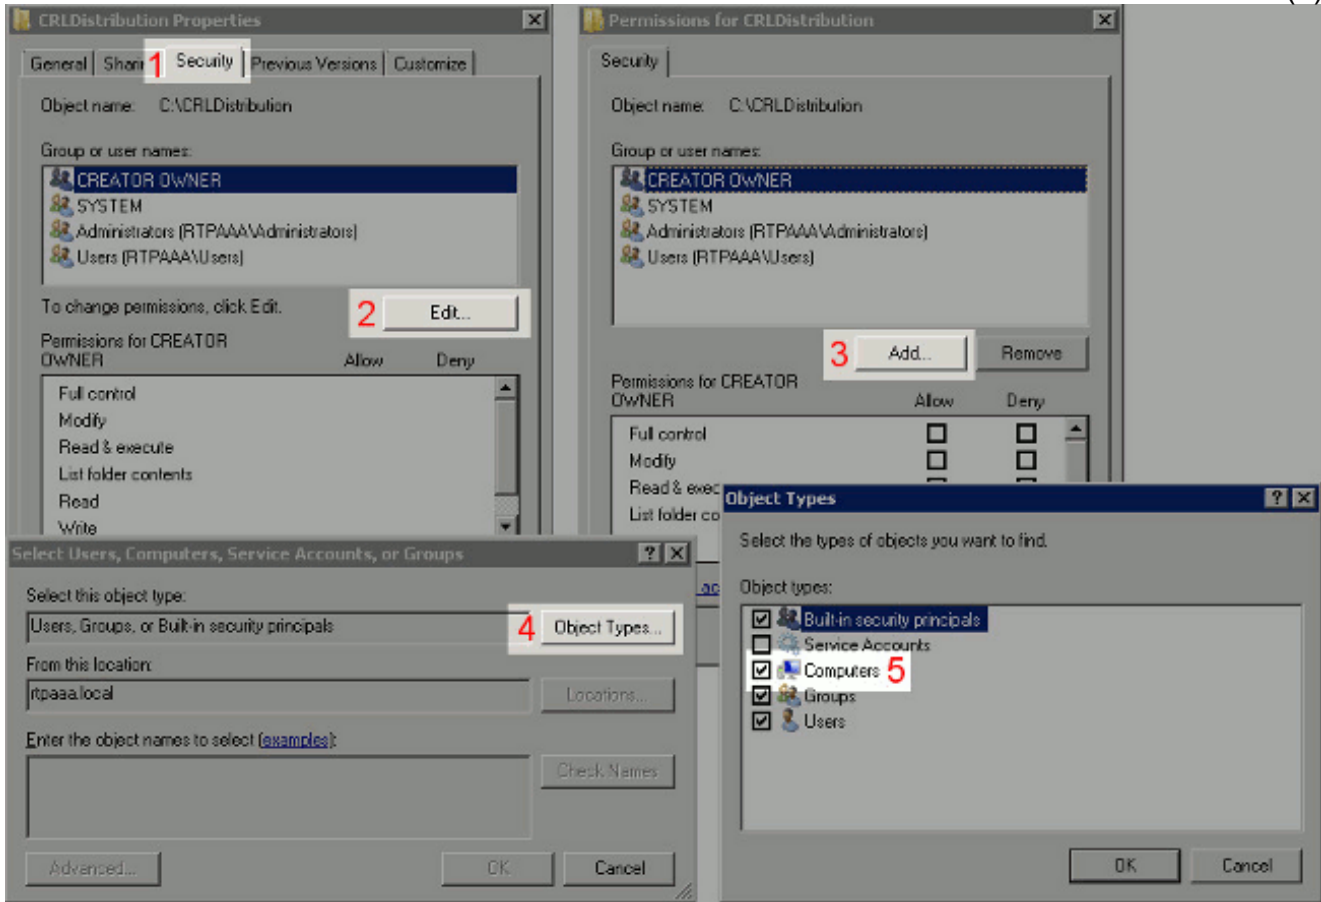 CRLDistribution Properties
General
1
Security
Previous Versions
Customize
Object name: C:\CRLDistribution
Group or user names:
CREATOR OWNER
SYSTEM
Administrators (RTPAAA\Administrators)
Users (RTPAAA\Users)
To change permissions, click Edit.
2
Edit...
Permissions for CREATOR
OWNER Allow Deny
Full control
Modify
Read & execute
List folder contents
Read
Write
Permissions for CRLDistribution
Security
Object name: C:\CRLDistribution
Group or user names:
CREATOR OWNER
SYSTEM
Administrators (RTPAAA\Administrators)
Users (RTPAAA\Users)
3
Add...
Remove
Permissions for CREATOR
OWNER Allow Deny
Full control
Modify
Read & exec
List folder co
Select Users, Computers, Service Accounts, or Groups
Select this object type:
Users, Groups, or Built-in security principals
4
Object Types...
From this location:
rtpaaa.local
Locations...
Enter the object names to select (examples):
Check Names
Advanced...
OK
Cancel
Object Types
Select the types of objects you want to find.
Object types:
Built-in security principals
Service Accounts
Computers 5
Groups
Users
OK
Cancel